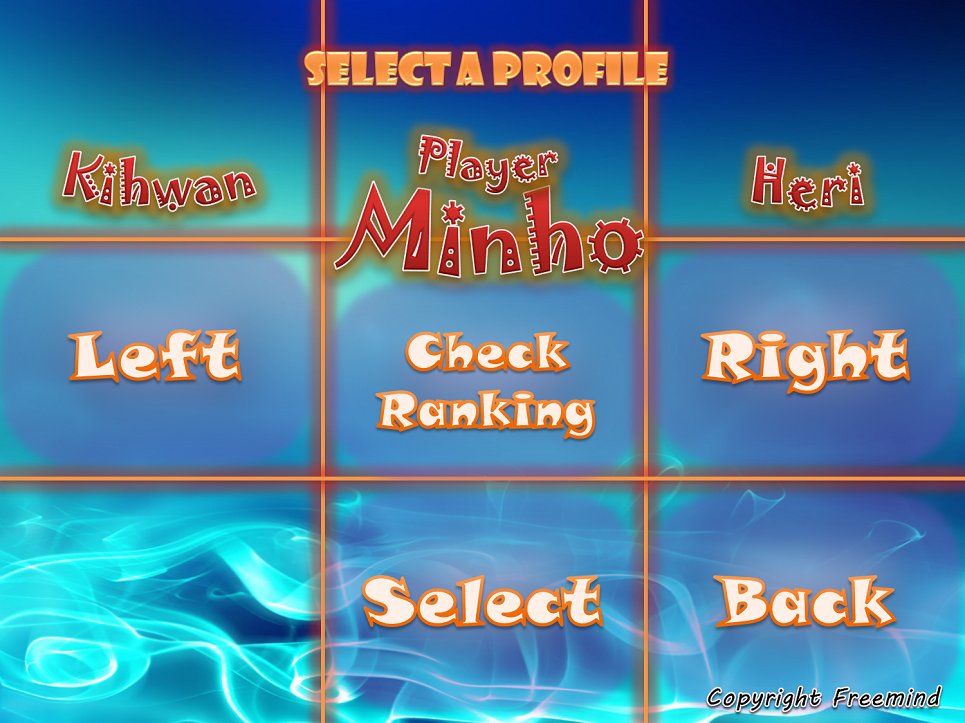 SELECT A PROFILE
Kihwan
Player
Minho
Heri
Left
Check
Ranking
Right
Select
Back
Copyright Freemind